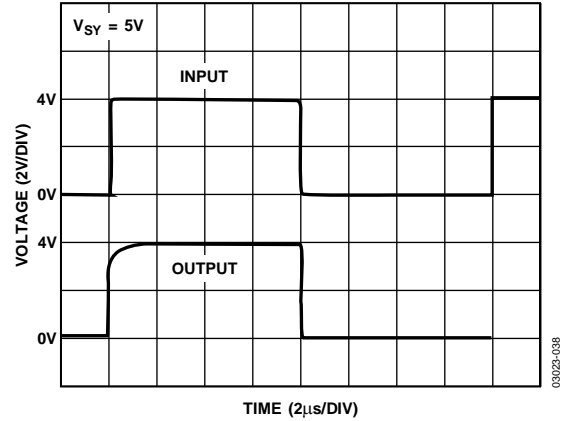 V_SY = 5V
INPUT
4V
0V
4V
OUTPUT
0V
VOLTAGE (2V/DIV)
TIME (2μs/DIV)
03023-038